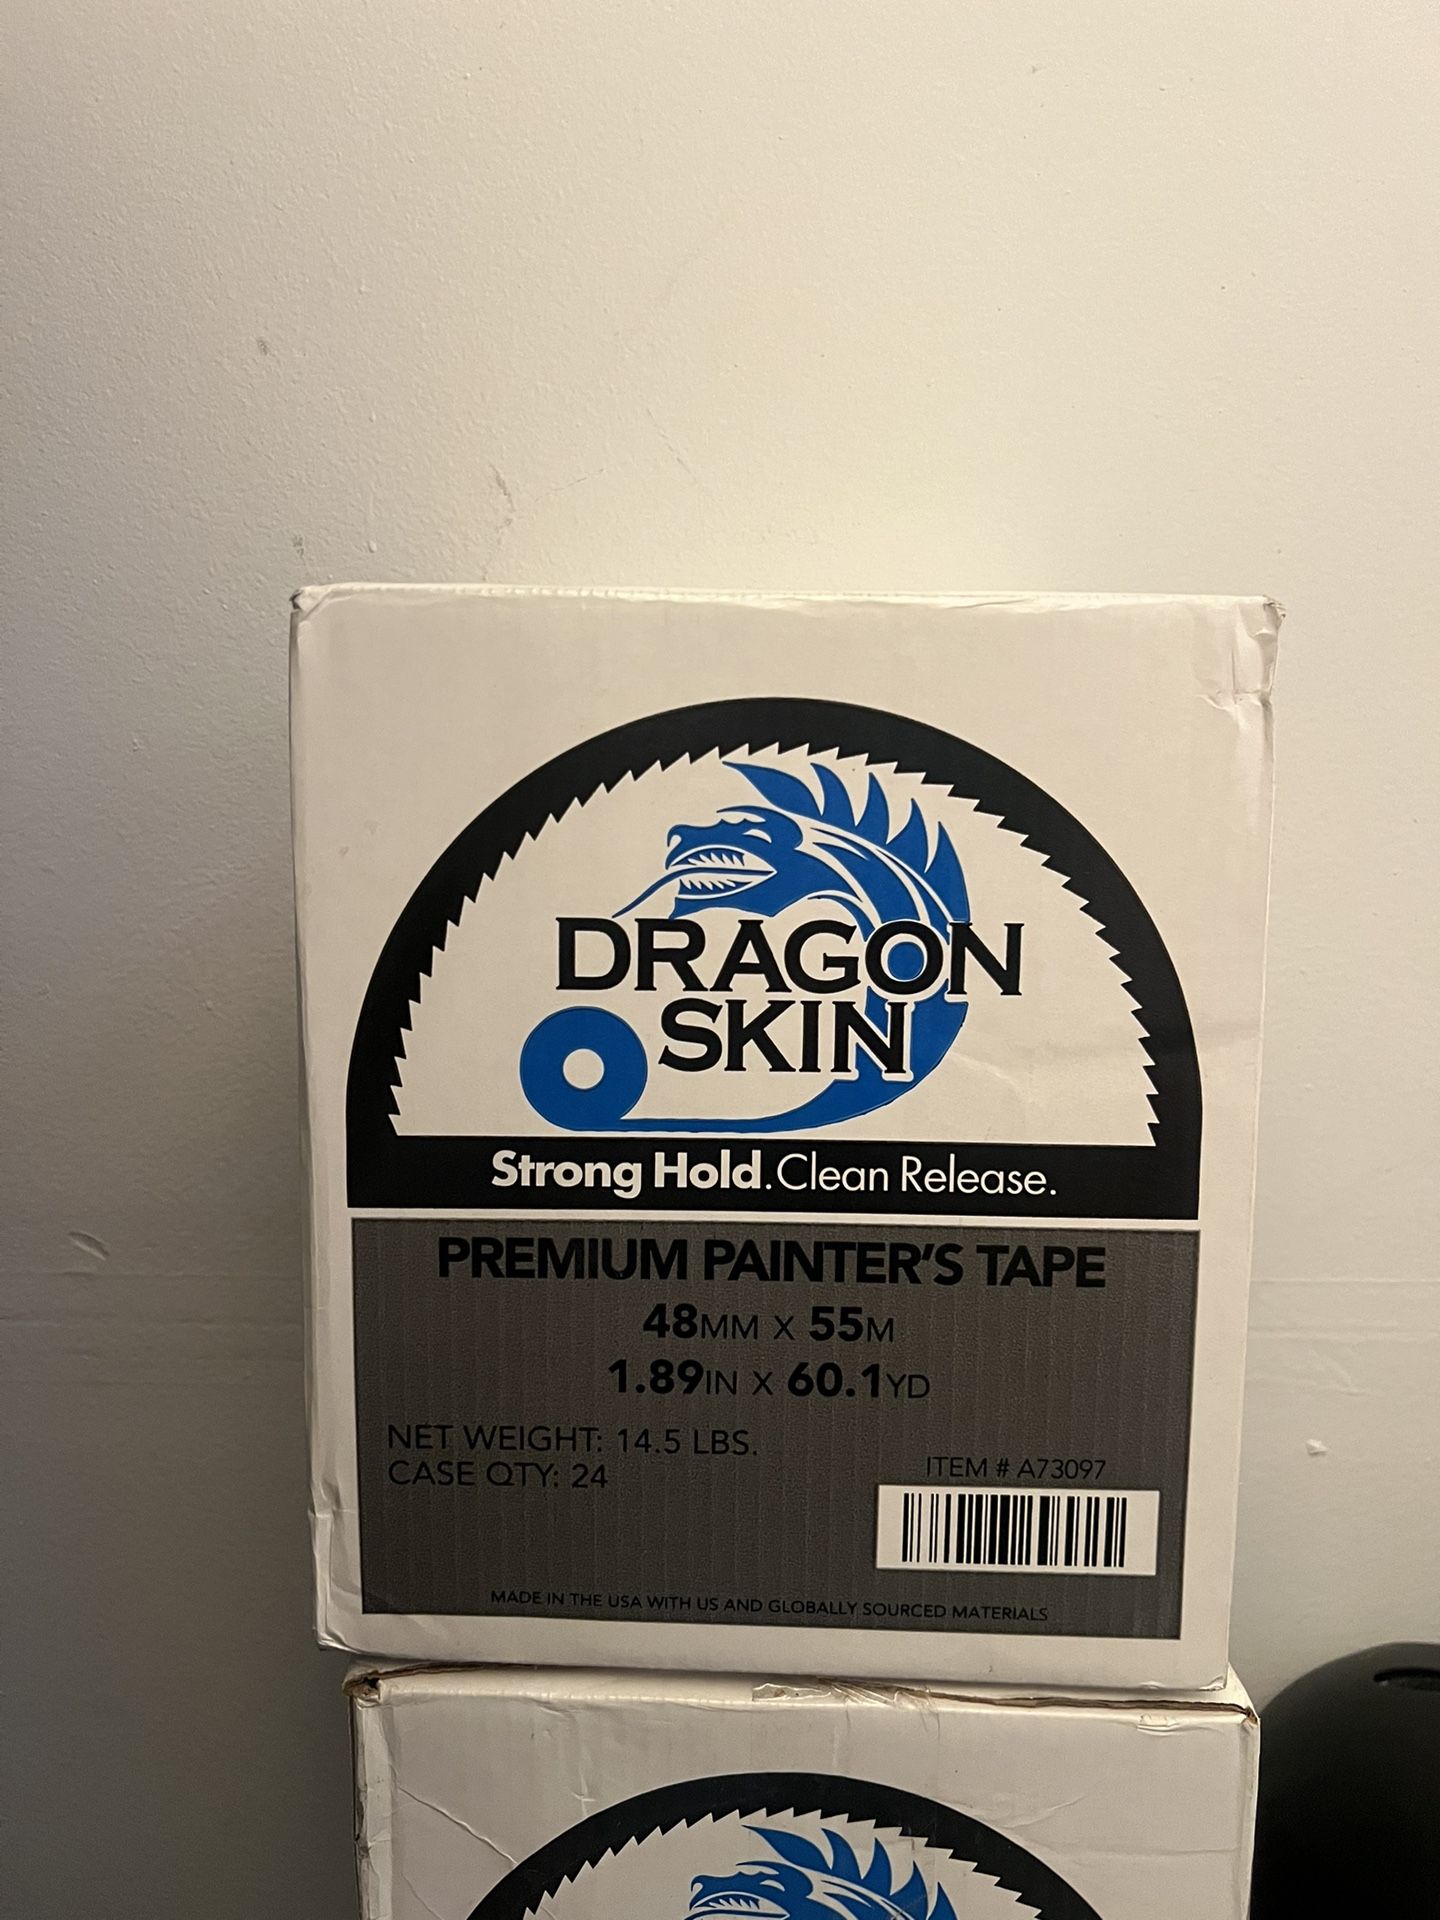 DRAGON
SKIN
Strong Hold. Clean Release.
PREMIUM PAINTER'S TAPE
48MM X 55M
1.89IN X 60.1YD
NET WEIGHT: 14.5 LBS.
CASE QTY: 24
ITEM # A73097
MADE IN THE USA WITH US AND GLOBALLY SOURCED MATERIALS